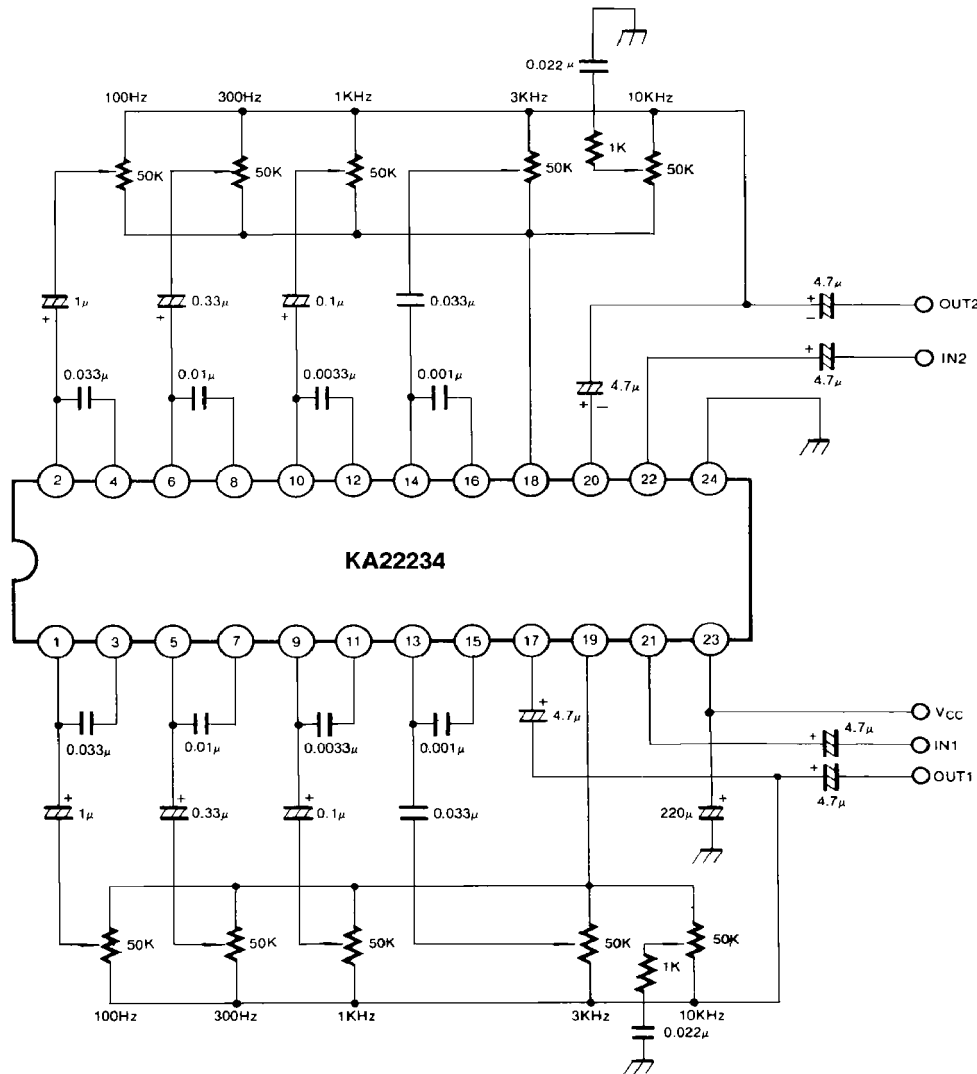 0.022μ
100Hz 300Hz 1KHz 3KHz 10KHz
1K
50K 50K 50K 50K 50K
4.7μ
+
−
OUT2
1μ 0.33μ 0.1μ 0.033μ
+ + +
+
IN2
4.7μ
0.033μ 0.01μ 0.0033μ 0.001μ
4.7μ
+ −
2 4 6 8 10 12 14 16 18 20 22 24
KA22234
1 3 5 7 9 11 13 15 17 19 21 23
+
4.7μ
VCC
0.033μ 0.01μ 0.0033μ 0.001μ
4.7μ
+
IN1
+
OUT1
4.7μ
+ + + +
1μ 0.33μ 0.1μ 0.033μ 220μ
50K 50K 50K 50K 50K
1K
100Hz 300Hz 1KHz 3KHz 10KHz
0.022μ